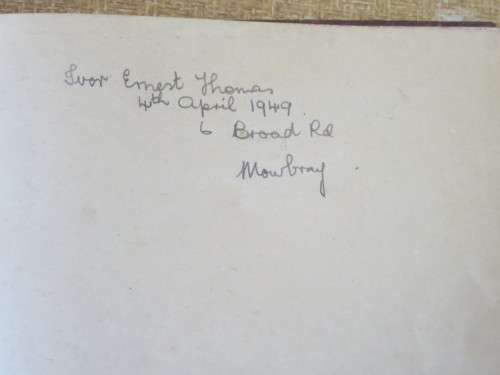 Ivor Ernest Thomas
4th April 1949.
6 Broad Rd
Mowbray.